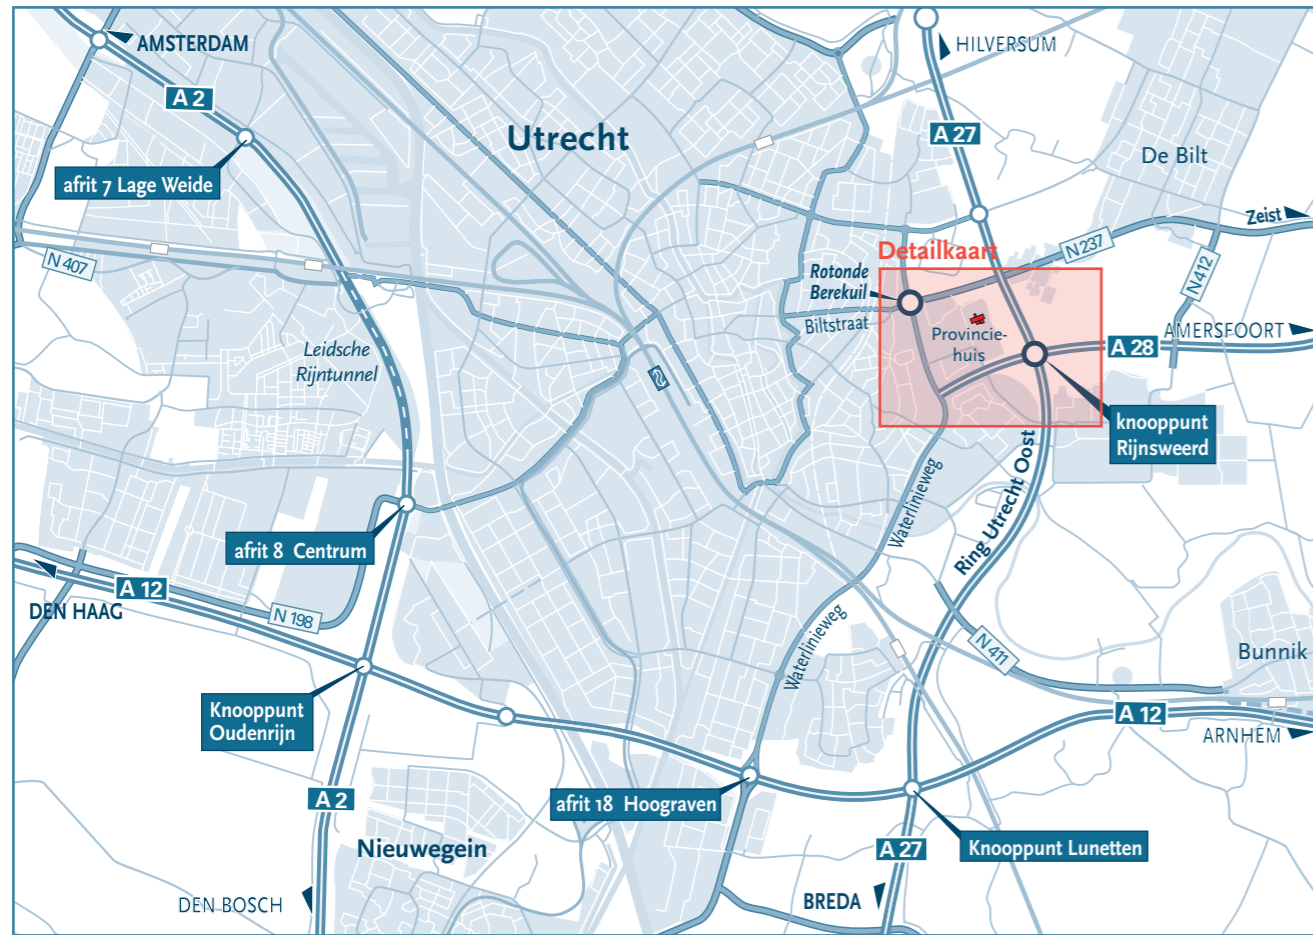 AMSTERDAM
HILVERSUM
A 2
A 27
Utrecht
De Bilt
afrit 7 Lage Weide
Zeist
N 237
Detailkaart
N 407
N 412
Rotonde
Berekuil
Biltstraat
Provincie-
huis
AMERSFOORT
A 28
Leidsche
Rijntunnel
knooppunt
Rijnsweerd
Ring Utrecht Oost
Waterlinieweg
afrit 8 Centrum
A 12
DEN HAAG
N 198
Waterlinieweg
N 411
Bunnik
Knooppunt
Oudenrijn
A 12
ARNHEM
A 2
afrit 18 Hoograven
Nieuwegein
A 27
Knooppunt Lunetten
DEN BOSCH
BREDA